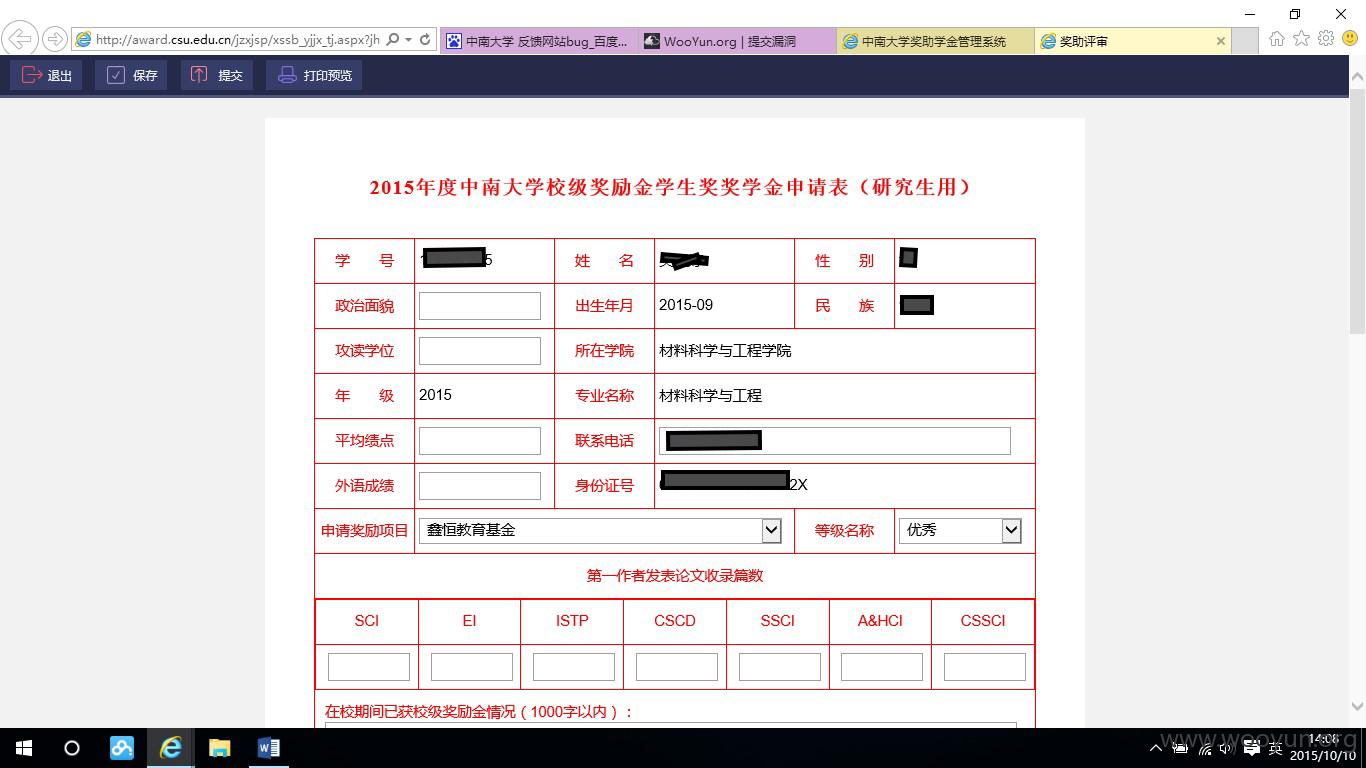 http://award.csu.edu.cn/jzxjsp/xssb_yjjx_tj.aspx?jh
中南大学 反馈网站bug_百度...
WooYun.org | 提交漏洞
中南大学奖助学金管理系统
奖助评审
退出 保存 提交 打印预览
2015年度中南大学校级奖励金学生奖奖学金申请表（研究生用）
学 号 5 姓 名 性 别
政治面貌 出生年月 2015-09 民 族
攻读学位 所在学院 材料科学与工程学院
年 级 2015 专业名称 材料科学与工程
平均绩点 联系电话
外语成绩 身份证号 2X
申请奖励项目 鑫恒教育基金 等级名称 优秀
第一作者发表论文收录篇数
SCI EI ISTP CSCD SSCI A&HCI CSSCI
在校期间已获校级奖励金情况（1000字以内）：
www.wooyun.org
英
14:08
2015/10/10